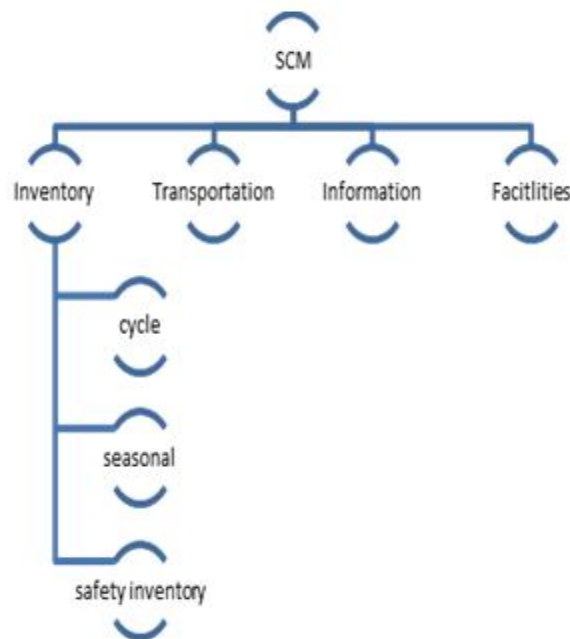 SCM
Inventory
Transportation
Information
Facitlities
cycle
seasonal
safety inventory